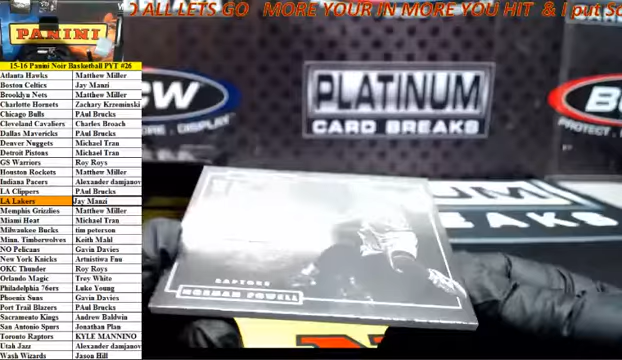 O ALL LETS GO MORE YOUR IN MORE YOU HIT & i put So
PANINI
15-16 Panini Noir Basketball PYT #26
Atlanta Hawks Matthew Miller
Boston Celtics Jay Manzi
Brooklyn Nets Matthew Miller
Charlotte Hornets Zachary Krzeminski
Chicago Bulls PAul Brucks
Cleveland Cavaliers Charles Broach
Dallas Mavericks PAul Brucks
Denver Nuggets Michael Tran
Detroit Pistons Michael Tran
GS Warriors Roy Roys
Houston Rockets Matthew Miller
Indiana Pacers Alexander damjanov
LA Clippers PAul Brucks
LA Lakers Jay Manzi
Memphis Grizzlies Matthew Miller
Miami Heat Michael Tran
Milwaukee Bucks tim peterson
Minn. Timberwolves Keith Mahl
NO Pelicans Gavin Davies
New York Knicks
OKC Thunder Roy Roys
Orlando Magic Trey White
Philadelphia 76ers Luke Young
Phoenix Suns Gavin Davies
Port Trail Blazers PAul Brucks
Sacramento Kings Andrew Baldwin
San Antonio Spurs Jonathan Plan
Toronto Raptors KYLE MANNINO
Utah Jazz Alexander damjanov
Wash Wizards Jason Hill
CW
ORE . DISPLAY
PLATINUM
CARD BREAKS
PROTECT
BREAKS
RAPTORS
NORMAN POWELL